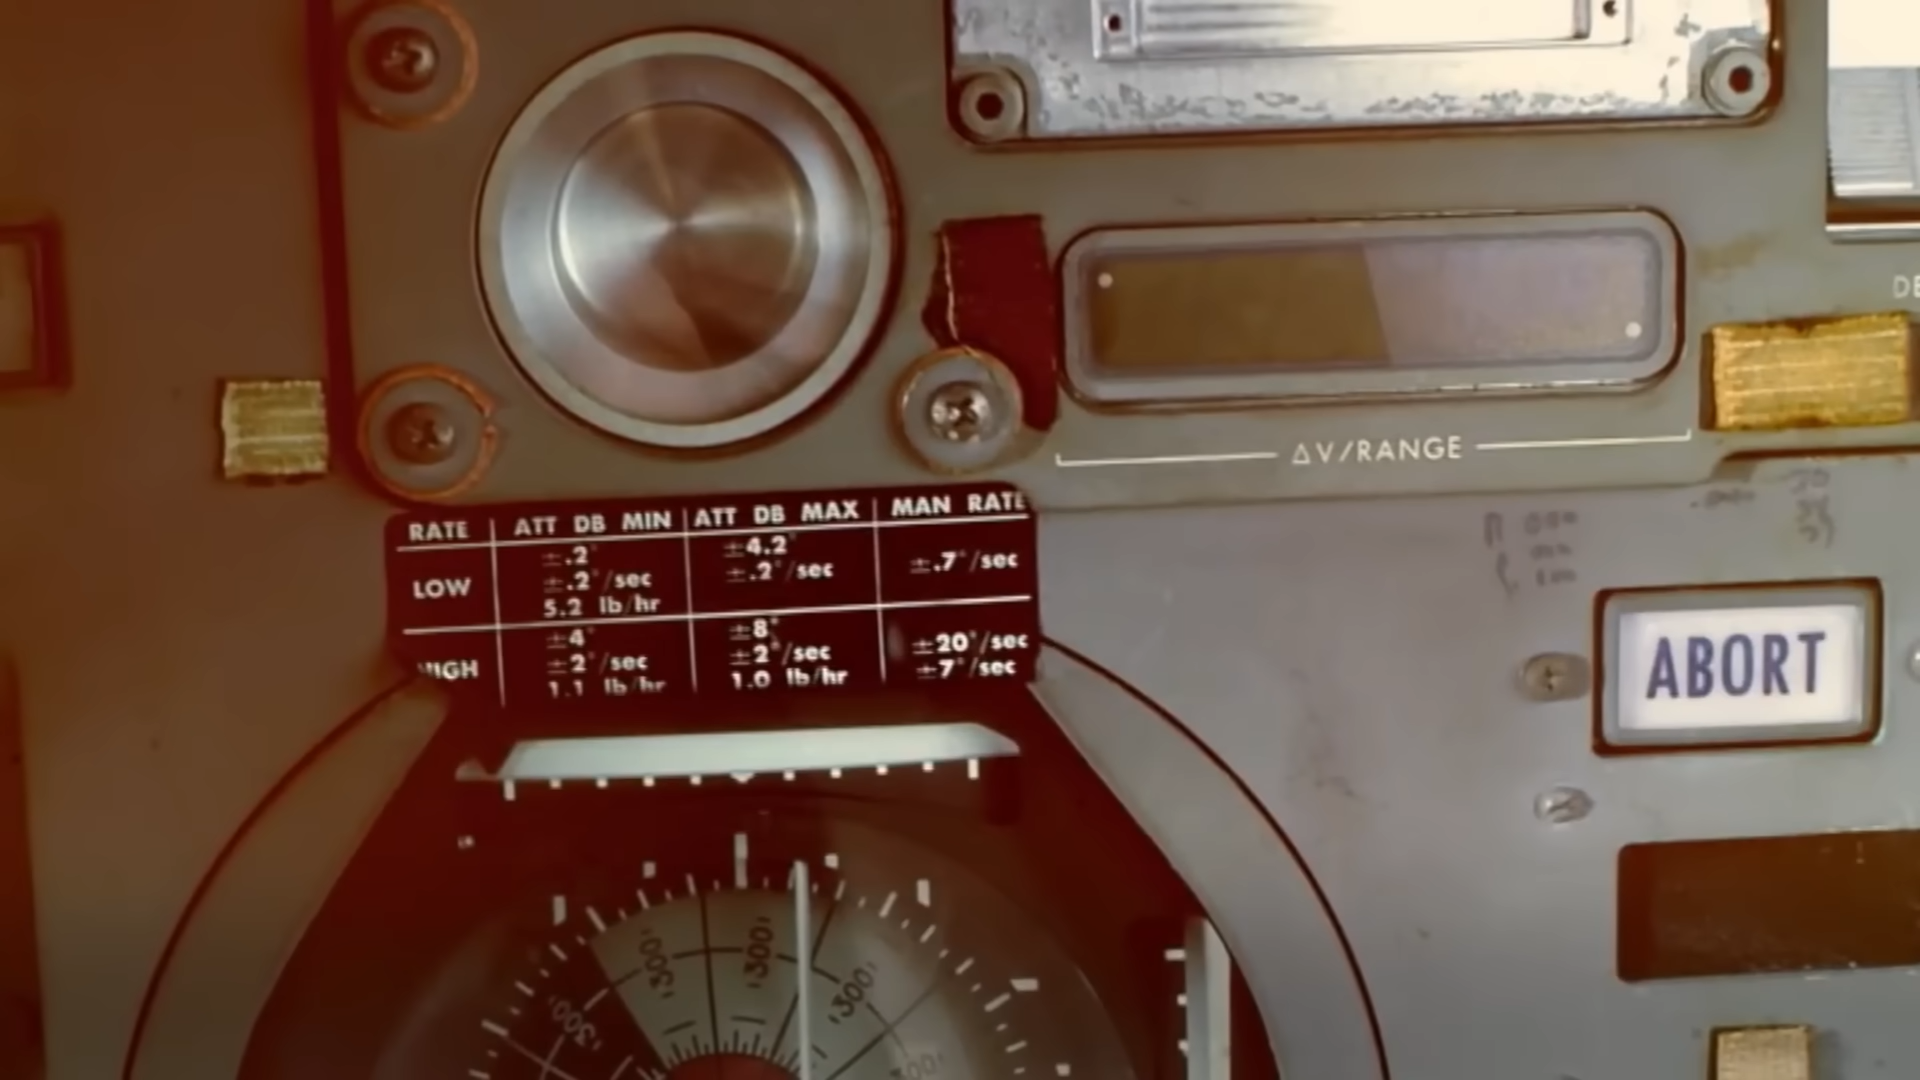 DE
ΔV/RANGE
RATE ATT DB MIN ATT DB MAX MAN RATE
LOW ±.2° ±4.2° ±.7°/sec
±.2°/sec ±.2°/sec
5.2 lb/hr
HIGH ±4° ±8° ±20°/sec
±2°/sec ±2°/sec ±7°/sec
1.1 lb/hr 1.0 lb/hr
ABORT
300
300
300
300
300